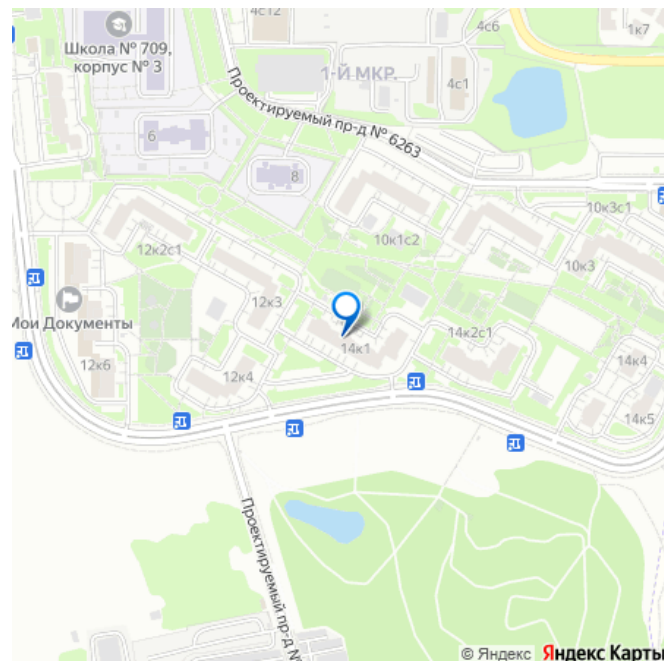 4с12
4с6
1к7
Школа № 709,
корпус № 3
1-Й МКР.
4с1
Проектируемый пр-д № 6263
6
8
10к3с1
10к1с2
12к2с1
10к3
12к3
Мои Документы
14к2с1
14к1
14к4
12к6
12к4
14к5
Проектируемый пр-д №
© Яндекс Яндекс Карты